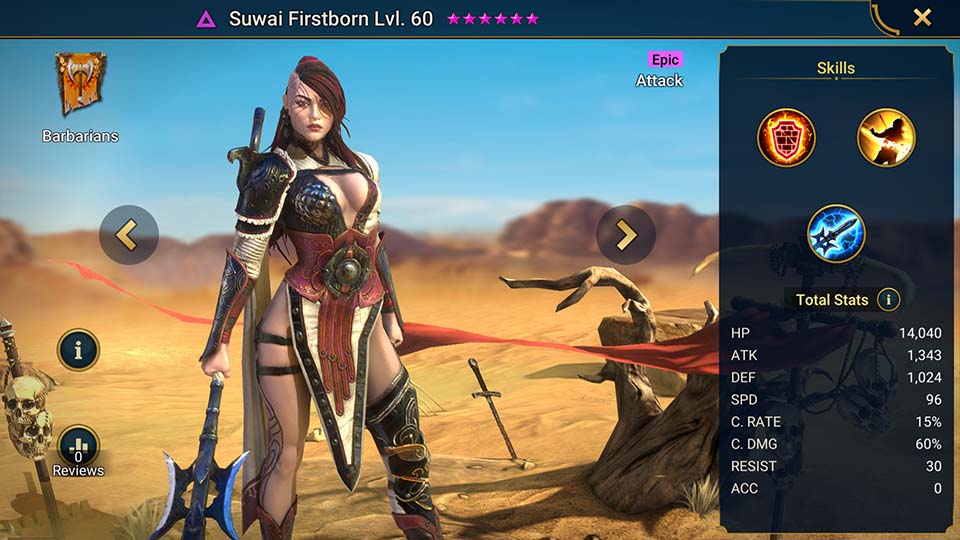 Suwai Firstborn Lvl. 60
Epic
Attack
Barbarians
0
Reviews
Skills
Total Stats
HP 14,040
ATK 1,343
DEF 1,024
SPD 96
C. RATE 15%
C. DMG 60%
RESIST 30
ACC 0